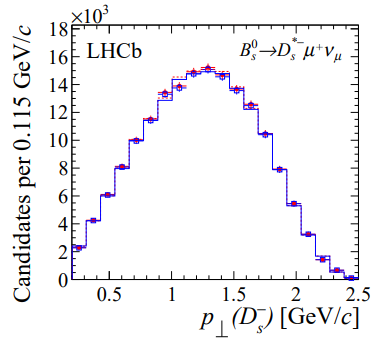 ×10³
18
LHCb
B⁰ₛ→D*⁻ₛμ⁺νμ
16
14
12
10
8
6
4
2
0
Candidates per 0.115 GeV/c
0.5 1 1.5 2 2.5
p⊥(D⁻ₛ) [GeV/c]